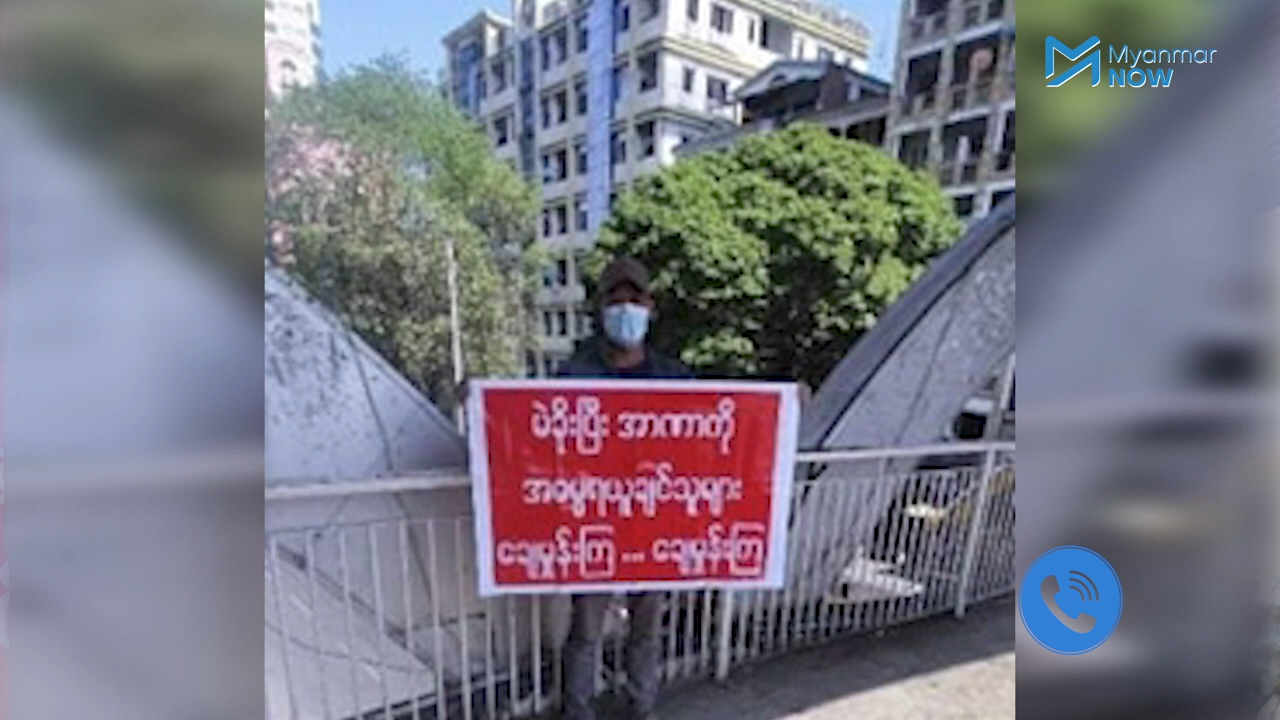 Myanmar
NOW
မဲခိုးပြီး အာဏာကို
အဓမ္မရယူချင်သူများ
ချေမှုန်းကြ ... ချေမှုန်းကြ